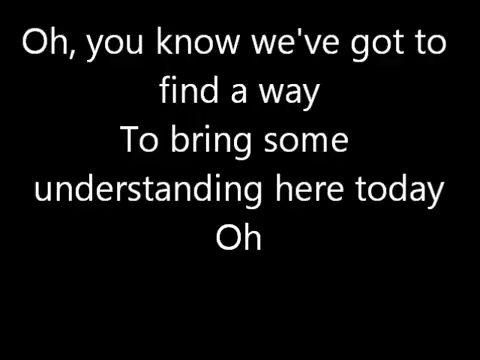 Oh, you know we've got to
find a way
To bring some
understanding here today
Oh